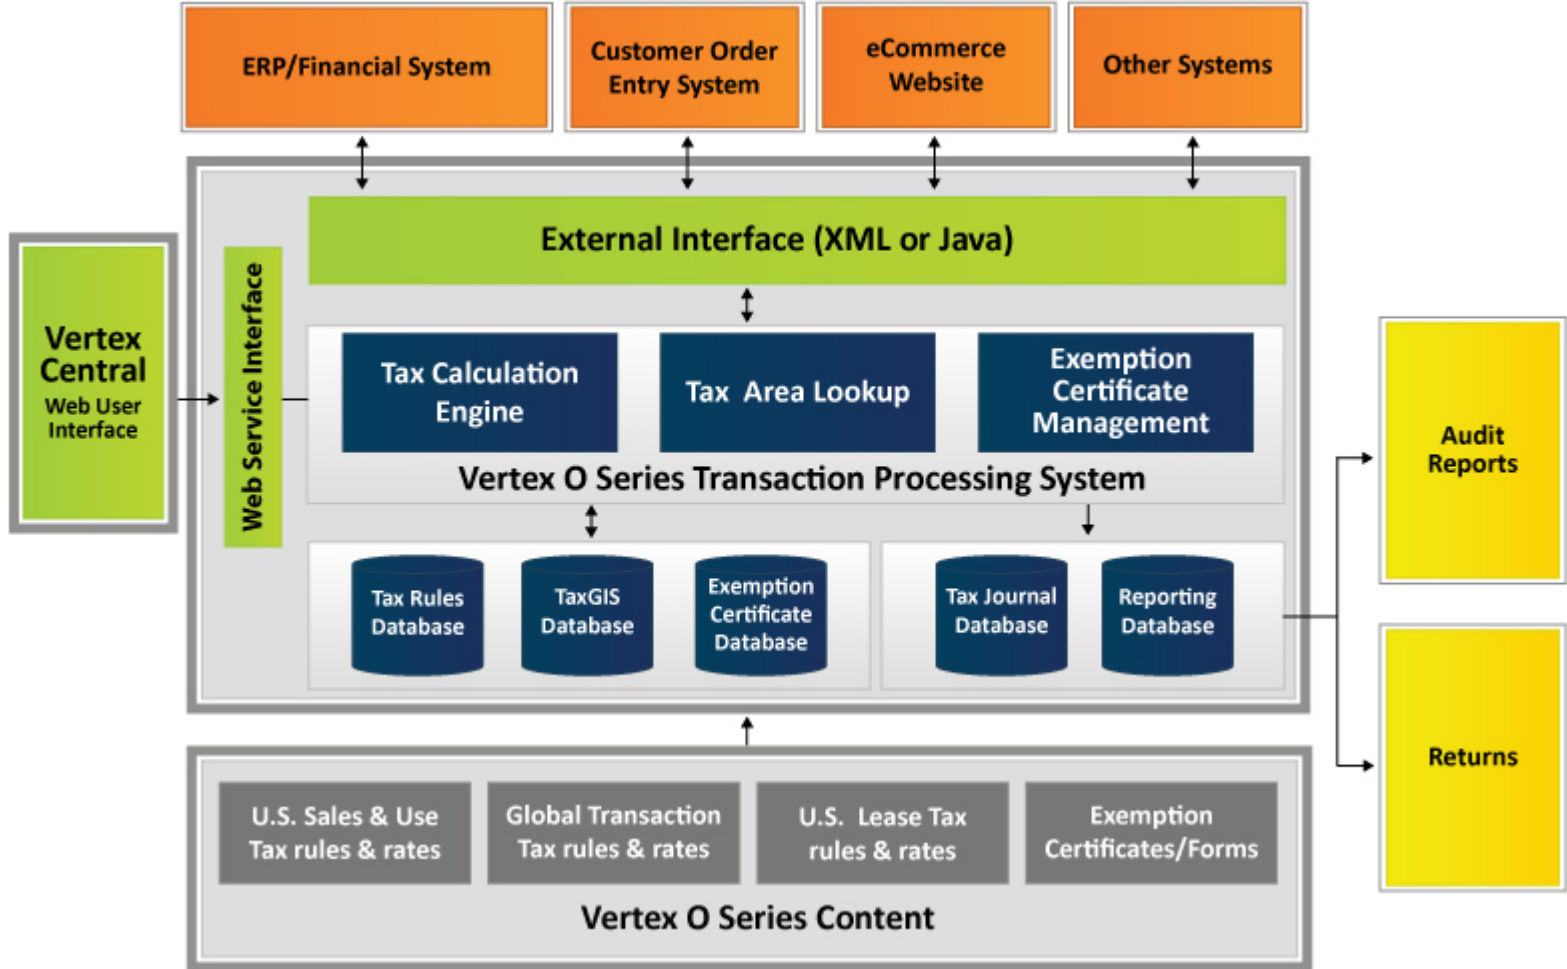 ERP/Financial System
Customer Order
Entry System
eCommerce
Website
Other Systems
External Interface (XML or Java)
Vertex
Central
Web User
Interface
Web Service Interface
Tax Calculation
Engine
Tax Area Lookup
Exemption
Certificate
Management
Vertex O Series Transaction Processing System
Tax Rules
Database
TaxGIS
Database
Exemption
Certificate
Database
Tax Journal
Database
Reporting
Database
Audit
Reports
Returns
U.S. Sales & Use
Tax rules & rates
Global Transaction
Tax rules & rates
U.S. Lease Tax
rules & rates
Exemption
Certificates/Forms
Vertex O Series Content